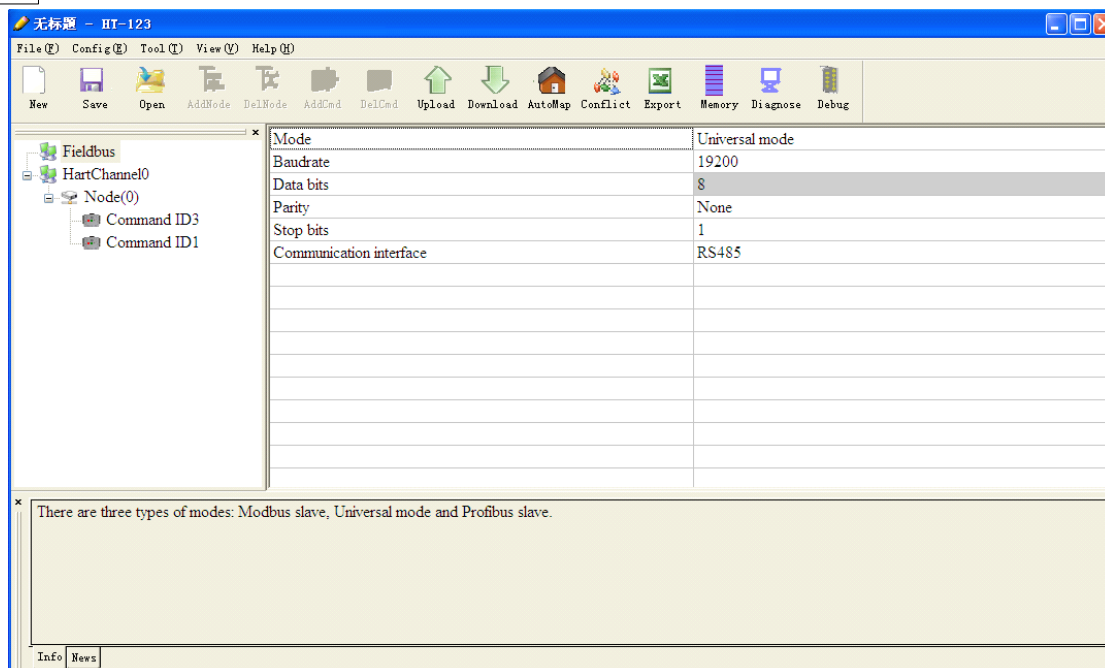 无标题 - HT-123
File(F) Config(E) Tool(T) View(V) Help(H)
New Save Open AddNode DelNode AddCmd DelCmd Upload Download AutoMap Conflict Export Memory Diagnose Debug
Fieldbus
HartChannel0
Node(0)
Command ID3
Command ID1
Mode Universal mode
Baudrate 19200
Data bits 8
Parity None
Stop bits 1
Communication interface RS485
There are three types of modes: Modbus slave, Universal mode and Profibus slave.
Info News